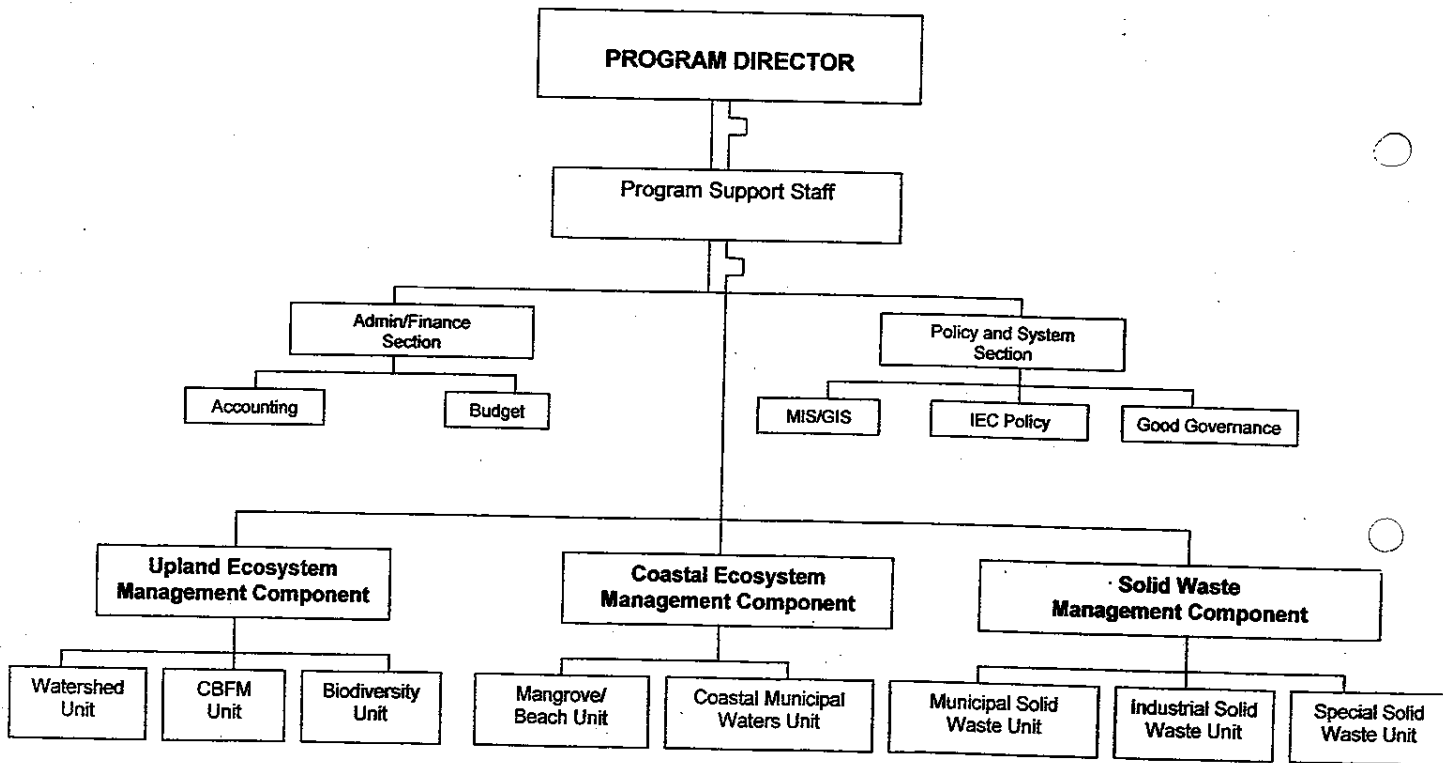 PROGRAM DIRECTOR
Program Support Staff
Admin/Finance
Section
Policy and System
Section
Accounting
Budget
MIS/GIS
IEC Policy
Good Governance
Upland Ecosystem
Management Component
Coastal Ecosystem
Management Component
Solid Waste
Management Component
Watershed
Unit
CBFM
Unit
Biodiversity
Unit
Mangrove/
Beach Unit
Coastal Municipal
Waters Unit
Municipal Solid
Waste Unit
Industrial Solid
Waste Unit
Special Solid
Waste Unit